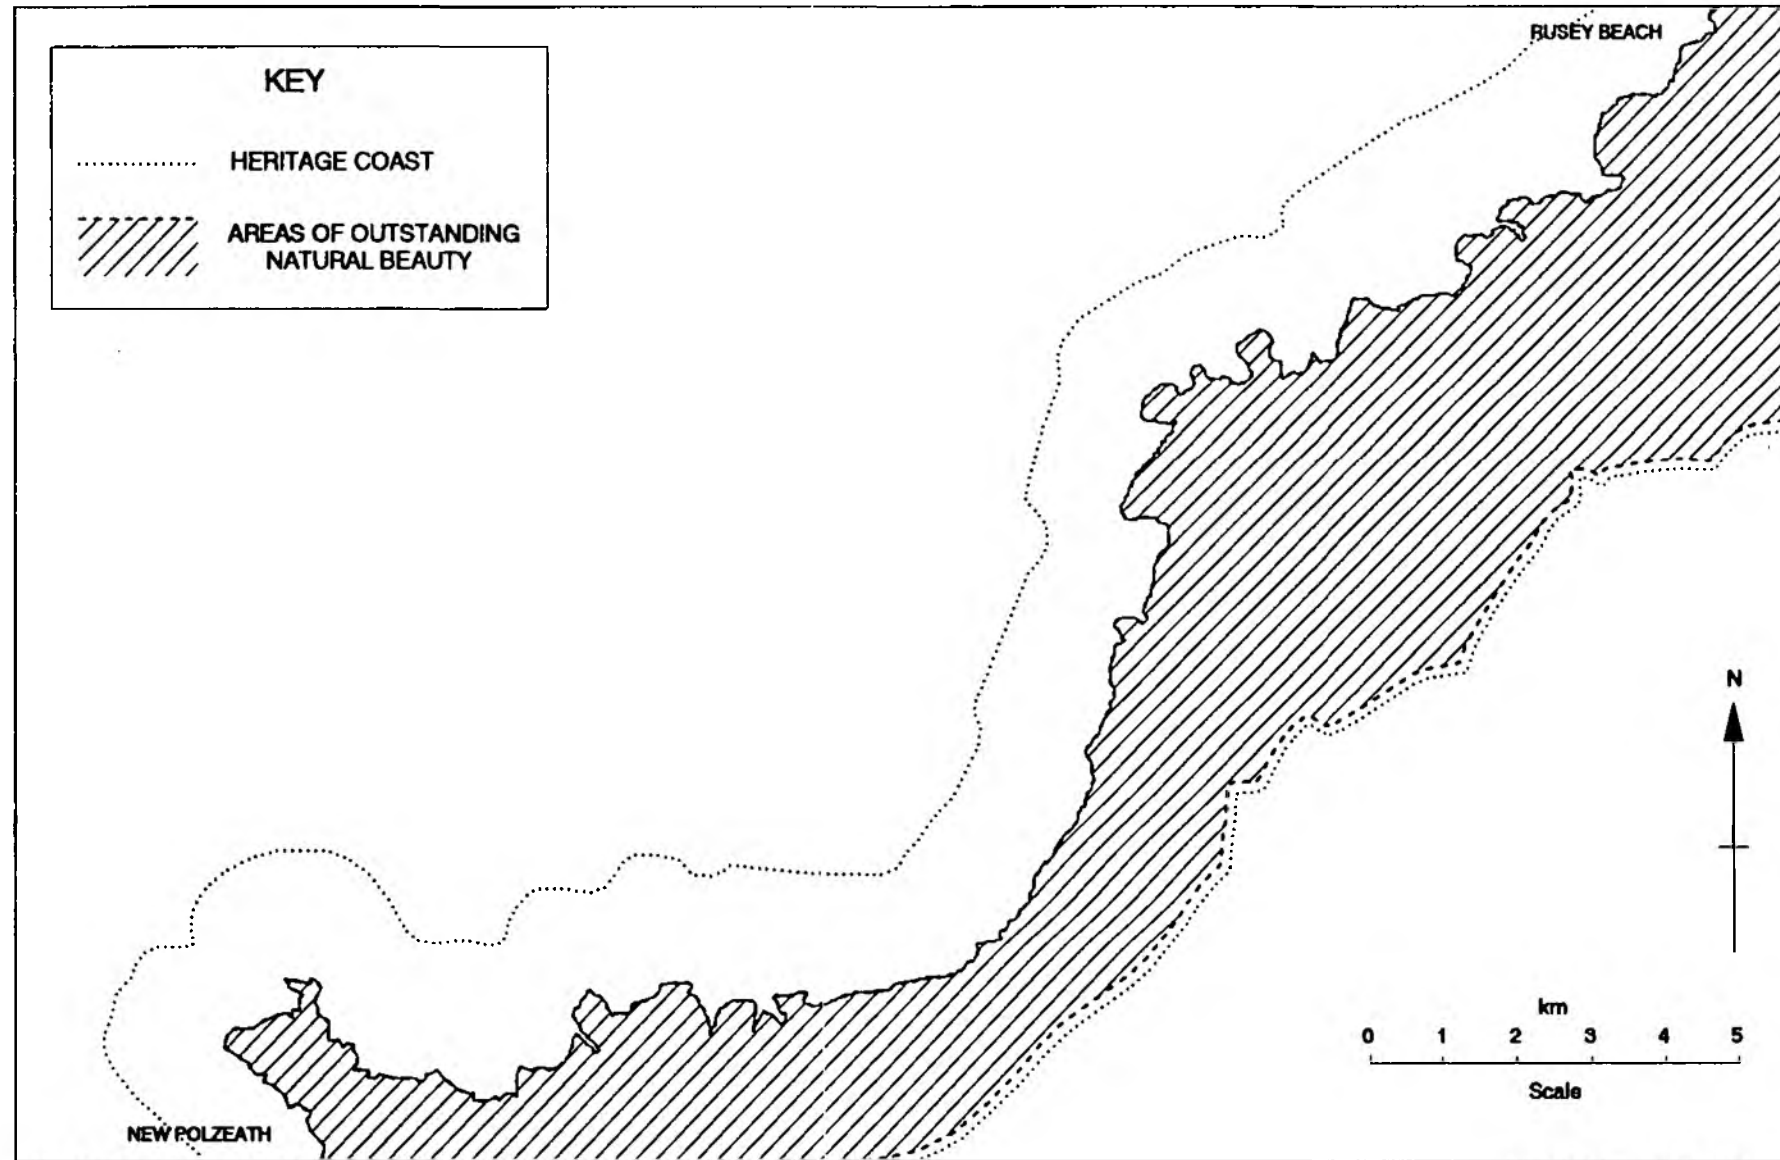 RUSEY BEACH
KEY
HERITAGE COAST
AREAS OF OUTSTANDING
NATURAL BEAUTY
N
km
0 1 2 3 4 5
Scale
NEW POLZEATH